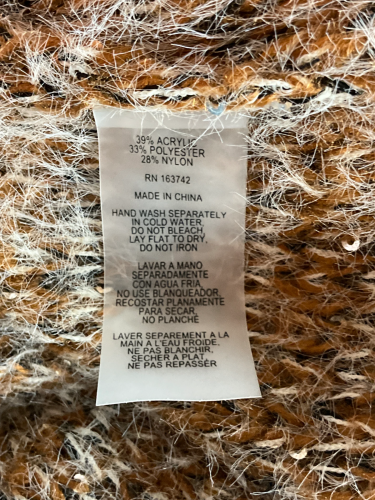 39% ACRYLIC
33% POLYESTER
28% NYLON
RN 163742
MADE IN CHINA
HAND WASH SEPARATELY
IN COLD WATER,
DO NOT BLEACH,
LAY FLAT TO DRY,
DO NOT IRON
LAVAR A MANO
SEPARADAMENTE
CON AGUA FRIA,
NO USE BLANQUEADOR,
RECOSTAR PLANAMENTE
PARA SECAR,
NO PLANCHE
LAVER SEPAREMENT A LA
MAIN A L'EAU FROIDE,
NE PAS BLANCHIR,
SECHER A PLAT
NE PAS REPASSÈR